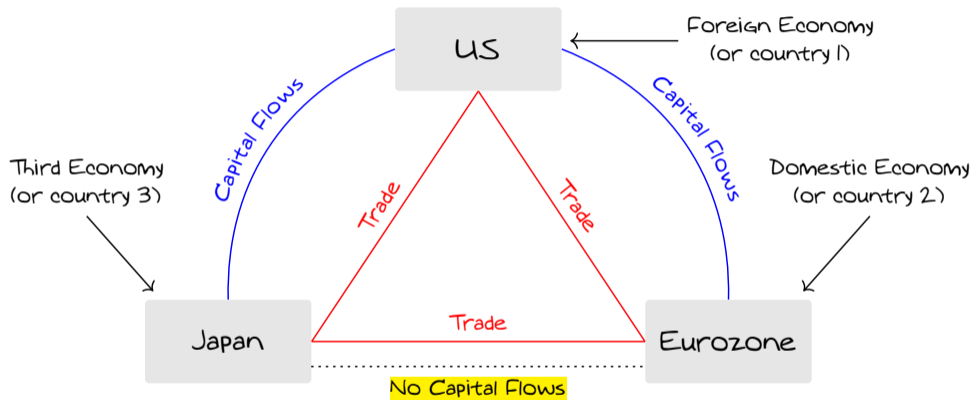 US
Foreign Economy
(or country 1)
Capital Flows
Capital Flows
Third Economy
(or country 3)
Domestic Economy
(or country 2)
Trade
Trade
Trade
Japan
Eurozone
No Capital Flows